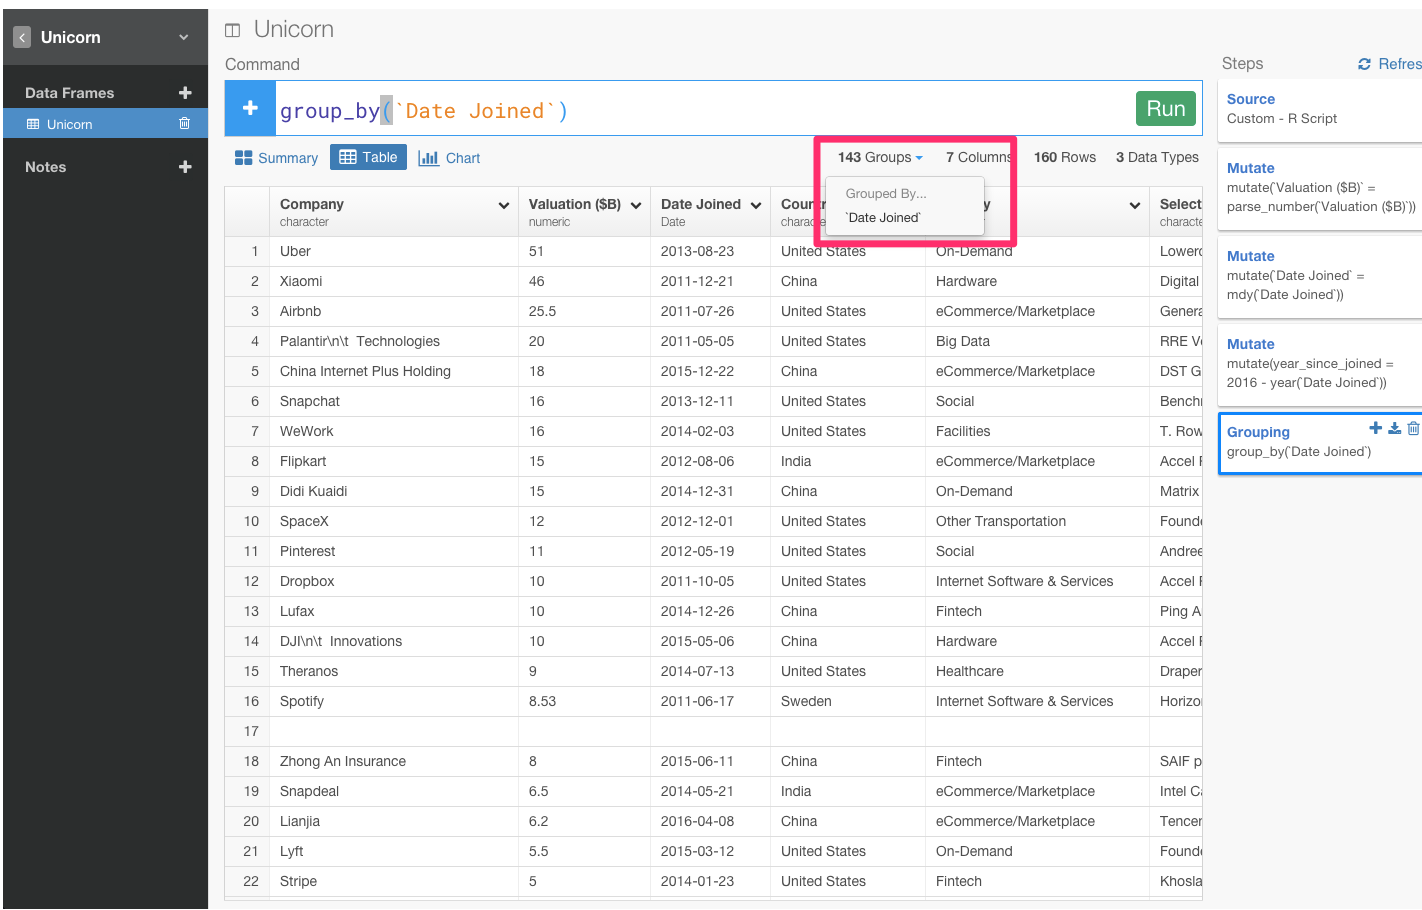 Unicorn
Unicorn
Data Frames
Unicorn
Notes
Command
group_by(`Date Joined`)
Run
Summary Table Chart
143 Groups 7 Columns 160 Rows 3 Data Types
Grouped By...
`Date Joined`
Company Valuation ($B) Date Joined Select
character numeric Date
1 Uber 51 2013-08-23 United States On-Demand
2 Xiaomi 46 2011-12-21 China Hardware Digital
3 Airbnb 25.5 2011-07-26 United States eCommerce/Marketplace
4 Palantir\n\t Technologies 20 2011-05-05 United States Big Data RRE
5 China Internet Plus Holding 18 2015-12-22 China eCommerce/Marketplace DST
6 Snapchat 16 2013-12-11 United States Social
7 WeWork 16 2014-02-03 United States Facilities T. Row
8 Flipkart 15 2012-08-06 India eCommerce/Marketplace Accel
9 Didi Kuaidi 15 2014-12-31 China On-Demand Matrix
10 SpaceX 12 2012-12-01 United States Other Transportation
11 Pinterest 11 2012-05-19 United States Social
12 Dropbox 10 2011-10-05 United States Internet Software & Services Accel
13 Lufax 10 2014-12-26 China Fintech Ping
14 DJI\n\t Innovations 10 2015-05-06 China Hardware Accel
15 Theranos 9 2014-07-13 United States Healthcare Draper
16 Spotify 8.53 2011-06-17 Sweden Internet Software & Services
17
18 Zhong An Insurance 8 2015-06-11 China Fintech SAIF
19 Snapdeal 6.5 2014-05-21 India eCommerce/Marketplace Intel
20 Lianjia 6.2 2016-04-08 China eCommerce/Marketplace
21 Lyft 5.5 2015-03-12 United States On-Demand
22 Stripe 5 2014-01-23 United States Fintech Khosla
Steps Refres
Source
Custom - R Script
Mutate
mutate(`Valuation ($B)` =
parse_number(`Valuation ($B)`))
Mutate
mutate(`Date Joined` =
mdy(`Date Joined`))
Mutate
mutate(year_since_joined =
2016 - year(`Date Joined`))
Grouping
group_by(`Date Joined`)